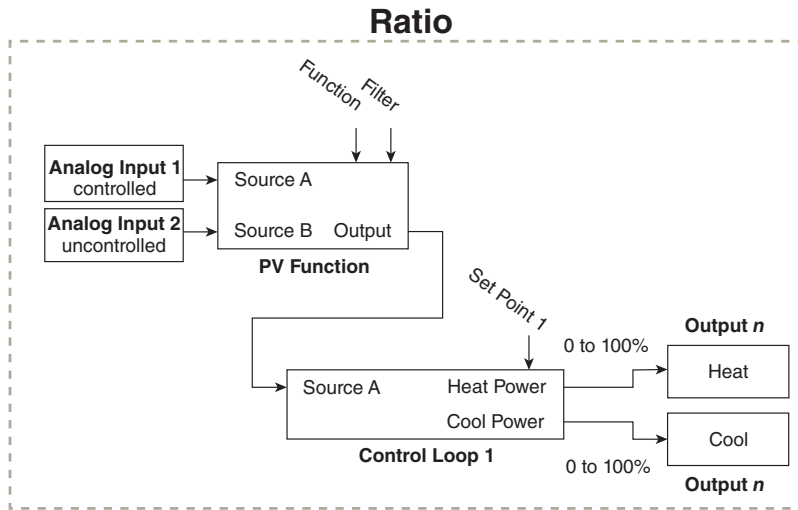 Ratio
Function
Filter
Analog Input 1
controlled
Source A
Analog Input 2
uncontrolled
Source B Output
PV Function
Set Point 1
Output n
0 to 100%
Heat
Source A Heat Power
Cool Power
Cool
Control Loop 1
0 to 100%
Output n